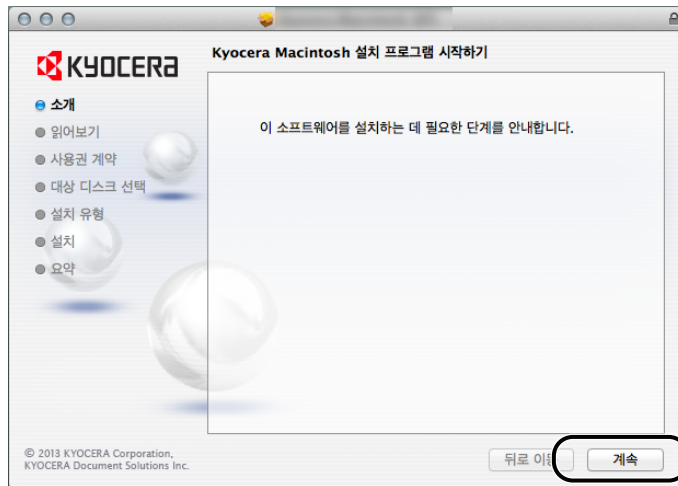 KYOCERA
Kyocera Macintosh 설치 프로그램 시작하기
소개
읽어보기
사용권 계약
대상 디스크 선택
설치 유형
설치
요약
이 소프트웨어를 설치하는 데 필요한 단계를 안내합니다.
© 2013 KYOCERA Corporation,
KYOCERA Document Solutions Inc.
뒤로
계속